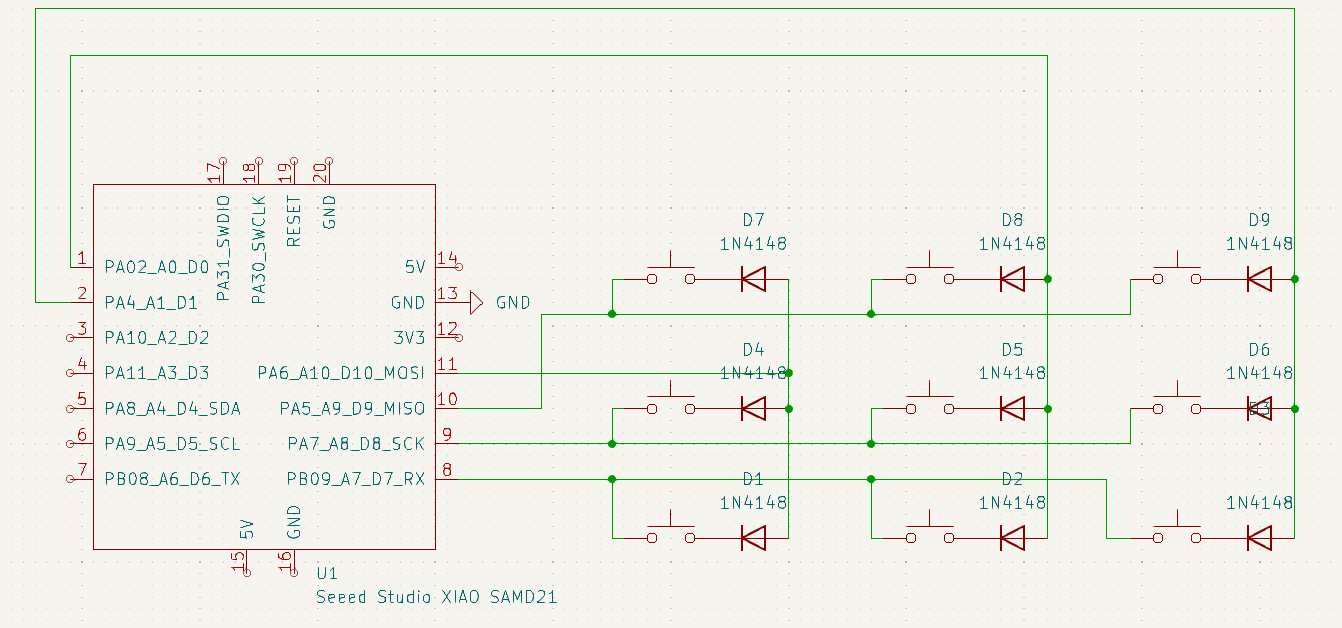 17 18 19 20
PA31_SWDIO
PA30_SWCLK
RESET
GND
1 PA02_A0_D0
2 PA4_A1_D1
3 PA10_A2_D2
4 PA11_A3_D3
5 PA8_A4_D4_SDA
6 PA9_A5_D5_SCL
7 PB08_A6_D6_TX
5V 14
GND 13 GND
3V3 12
PA6_A10_D10_MOSI 11
PA5_A9_D9_MISO 10
PA7_A8_D8_SCK 9
PB09_A7_D7_RX 8
5V
GND
15 16
U1
Seeed Studio XIAO SAMD21
D7
1N4148
D8
1N4148
D9
1N4148
D4
1N4148
D5
1N4148
D6
1N4148
D3
D1
1N4148
D2
1N4148
1N4148